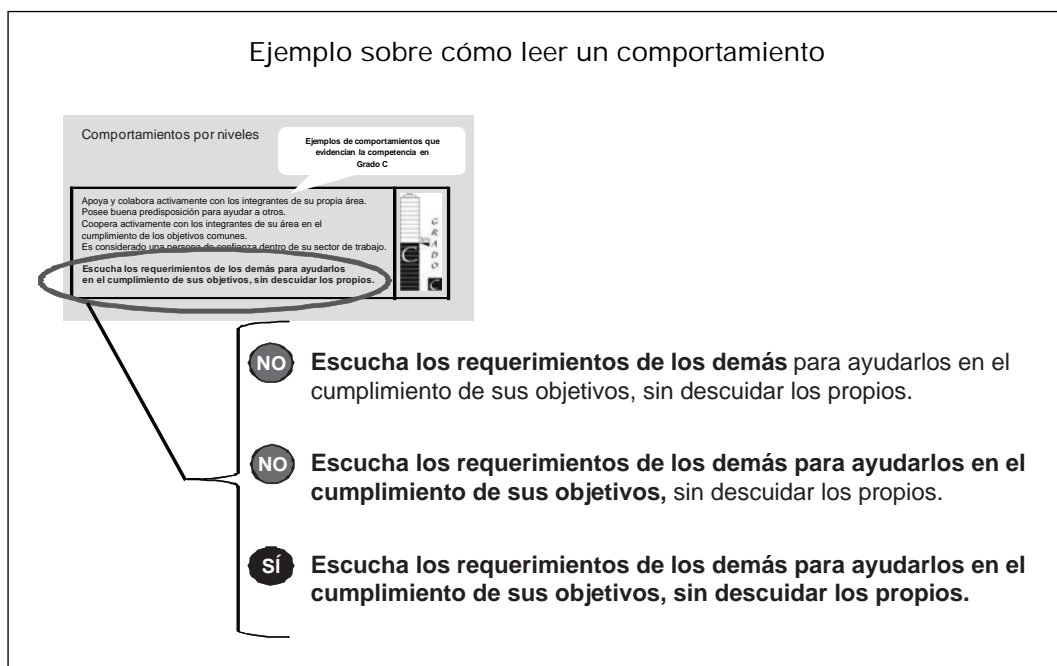 Ejemplo sobre cómo leer un comportamiento
Comportamientos por niveles
Ejemplos de comportamientos que
evidencian la competencia en
Grado C
Apoya y colabora activamente con los integrantes de su propia área.
Posee buena predisposición para ayudar a otros.
Coopera activamente con los integrantes de su área en el
cumplimiento de los objetivos comunes.
Es considerado una persona de confianza dentro de su sector de trabajo.
Escucha los requerimientos de los demás para ayudarlos
en el cumplimiento de sus objetivos, sin descuidar los propios.
C
GRADO
C
NO Escucha los requerimientos de los demás para ayudarlos en el
cumplimiento de sus objetivos, sin descuidar los propios.
NO Escucha los requerimientos de los demás para ayudarlos en el
cumplimiento de sus objetivos, sin descuidar los propios.
SÍ Escucha los requerimientos de los demás para ayudarlos en el
cumplimiento de sus objetivos, sin descuidar los propios.